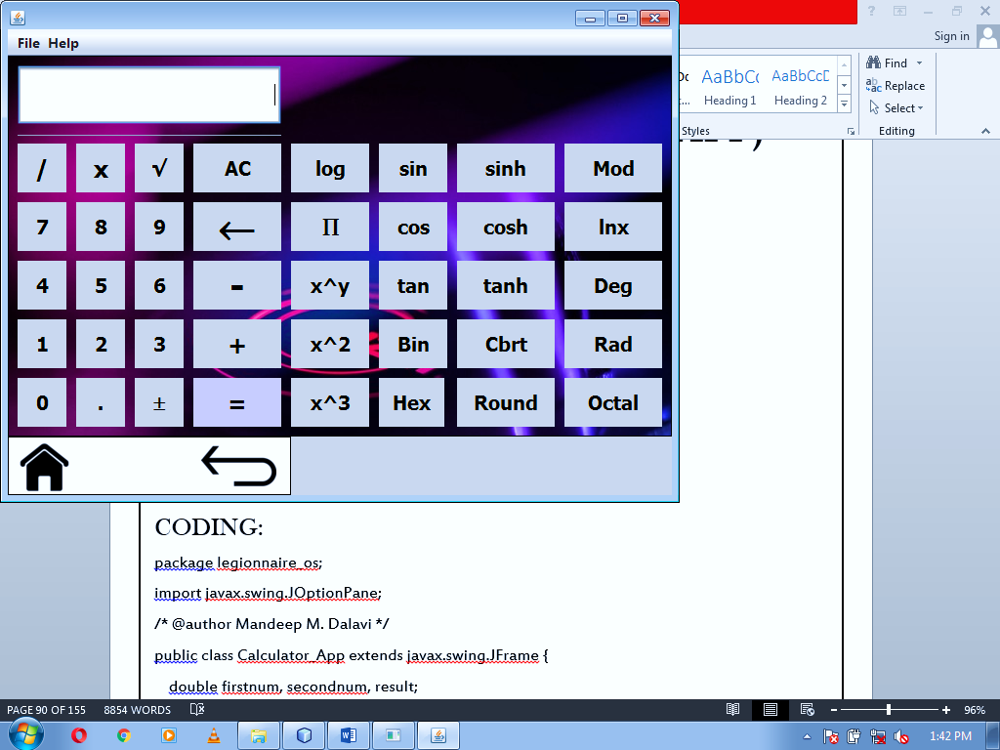 File Help
Sign in
/ x √ AC log sin sinh Mod
7 8 9 ← Π cos cosh lnx
4 5 6 - x^y tan tanh Deg
1 2 3 + x^2 Bin Cbrt Rad
0 . ± = x^3 Hex Round Octal
AaBbC AaBbCcD
Heading 1 Heading 2
Styles
Find
Replace
Select
Editing
CODING:
package legionnaire_os;
import javax.swing.JOptionPane;
/* @author Mandeep M. Dalavi */
public class Calculator_App extends javax.swing.JFrame {
double firstnum, secondnum, result;
PAGE 90 OF 155 8854 WORDS 96%
1:42 PM